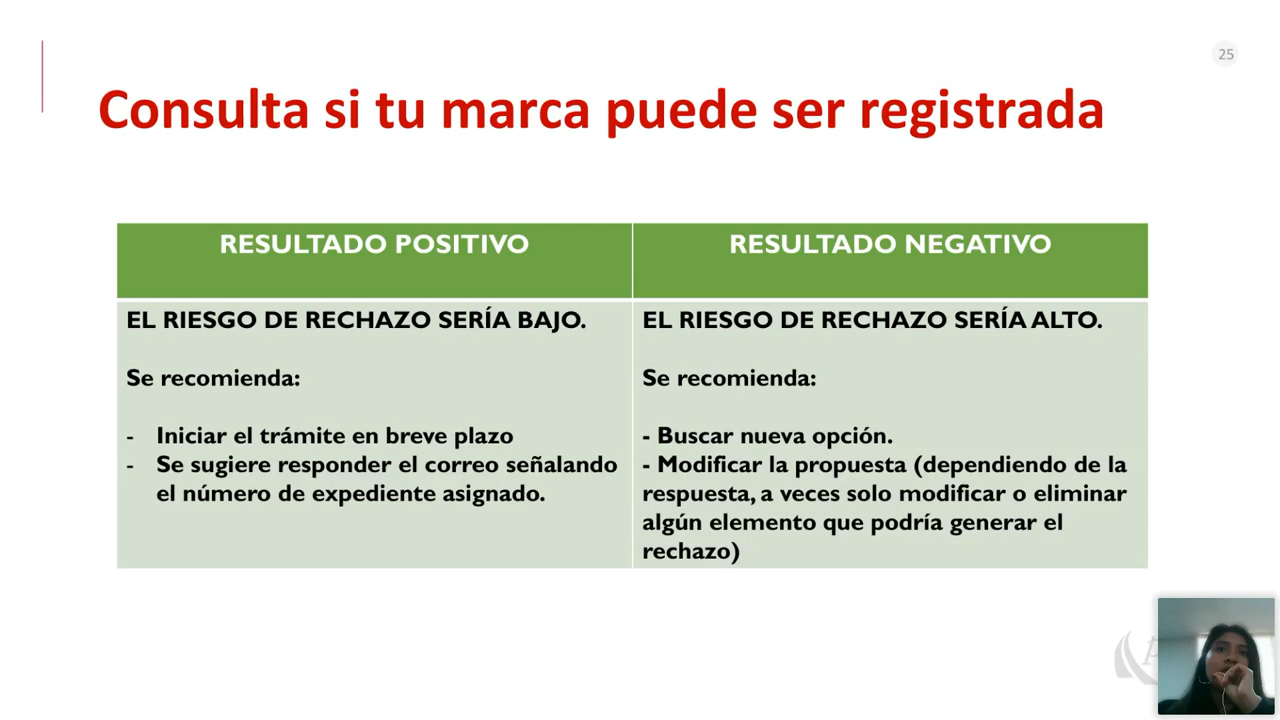 25
Consulta si tu marca puede ser registrada
RESULTADO POSITIVO
EL RIESGO DE RECHAZO SERÍA BAJO.
Se recomienda:
- Iniciar el trámite en breve plazo
- Se sugiere responder el correo señalando
el número de expediente asignado.
RESULTADO NEGATIVO
EL RIESGO DE RECHAZO SERÍA ALTO.
Se recomienda:
- Buscar nueva opción.
- Modificar la propuesta (dependiendo de la
respuesta, a veces solo modificar o eliminar
algún elemento que podría generar el
rechazo)